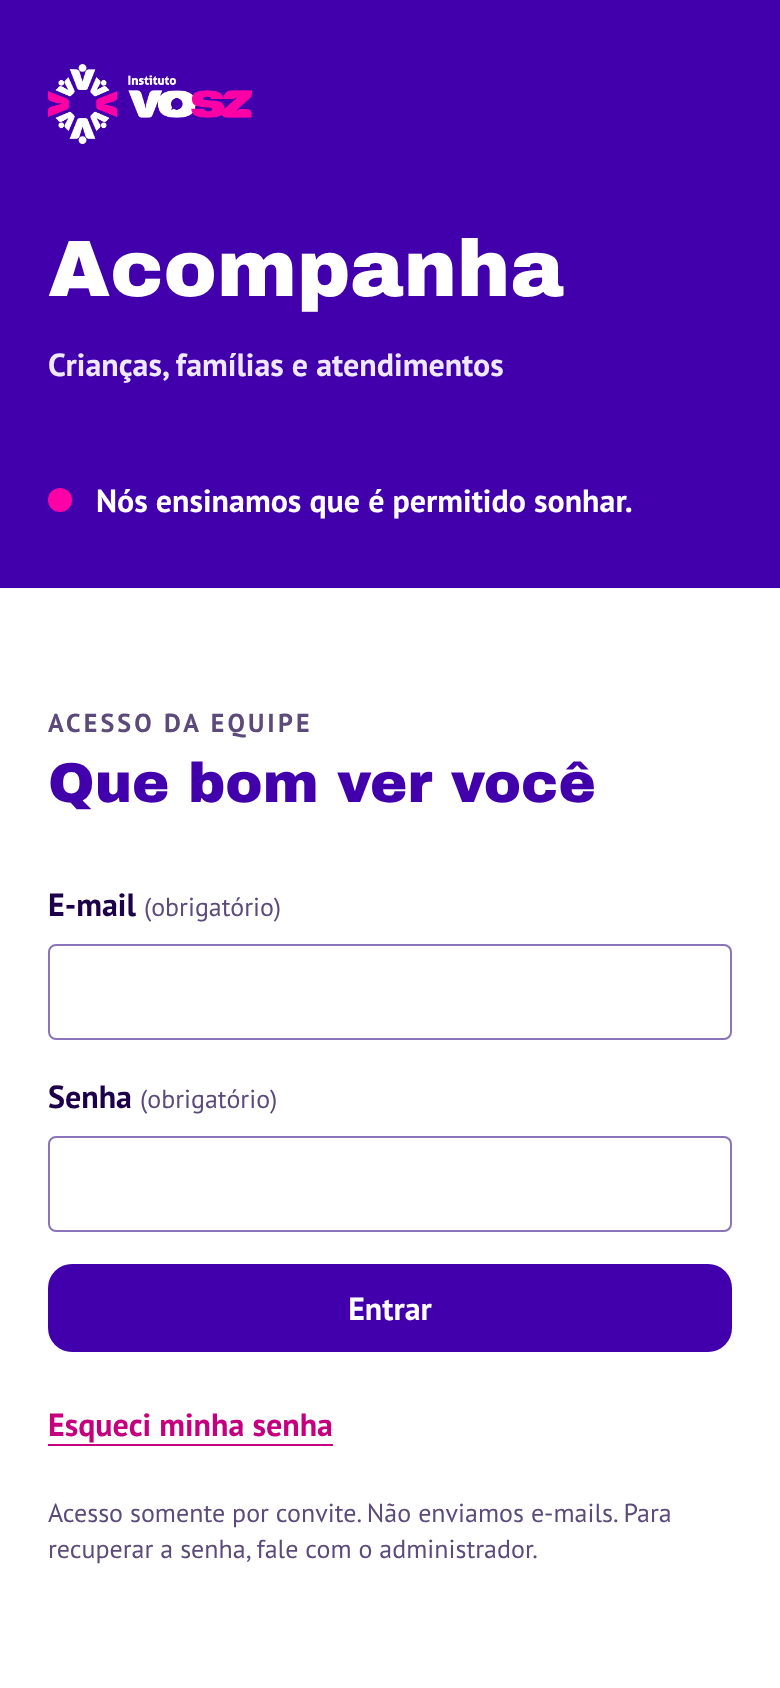 Instituto
VOSZ
Acompanha
Crianças, famílias e atendimentos
Nós ensinamos que é permitido sonhar.
ACESSO DA EQUIPE
Que bom ver você
E-mail (obrigatório)
Senha (obrigatório)
Entrar
Esqueci minha senha
Acesso somente por convite. Não enviamos e-mails. Para
recuperar a senha, fale com o administrador.